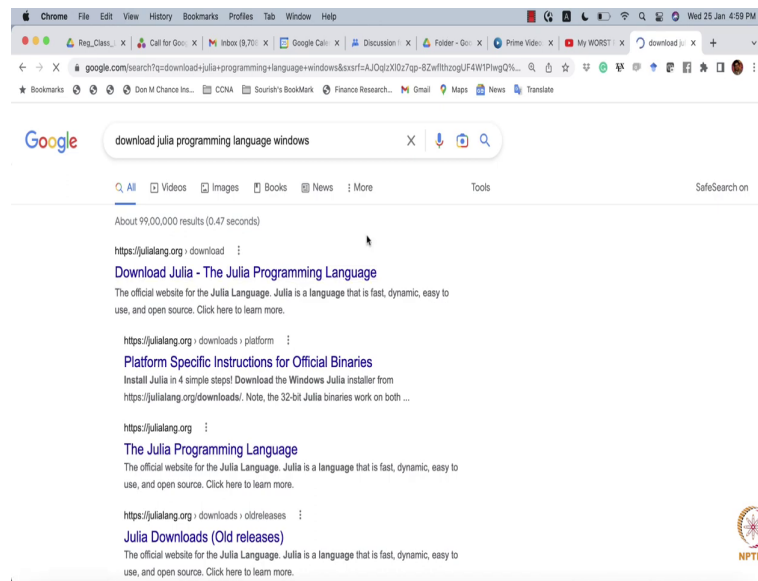 Chrome File Edit View History Bookmarks Profiles Tab Window Help Wed 25 Jan 4:59 PM
Reg_Class_ Call for Goog Inbox (9,70 Google Cale Discussion f Folder - Goo Prime Video My WORST download ju
google.com/search?q=download+julia+programming+language+windows&sxsrf=AJOqlzXl0z7qp-8ZwflthzogUF4W1PIwgQ%...
Bookmarks Don M Chance Ins... CCNA Sourish's BookMark Finance Research... Gmail Maps News Translate
Google download julia programming language windows
All Videos Images Books News More Tools SafeSearch on
About 99,00,000 results (0.47 seconds)
https://julialang.org › download
Download Julia - The Julia Programming Language
The official website for the Julia Language. Julia is a language that is fast, dynamic, easy to
use, and open source. Click here to learn more.
https://julialang.org › downloads › platform
Platform Specific Instructions for Official Binaries
Install Julia in 4 simple steps! Download the Windows Julia installer from
https://julialang.org/downloads/. Note, the 32-bit Julia binaries work on both ...
https://julialang.org
The Julia Programming Language
The official website for the Julia Language. Julia is a language that is fast, dynamic, easy to
use, and open source. Click here to learn more.
https://julialang.org › downloads › oldreleases
Julia Downloads (Old releases)
The official website for the Julia Language. Julia is a language that is fast, dynamic, easy to
use, and open source. Click here to learn more.
NPTE